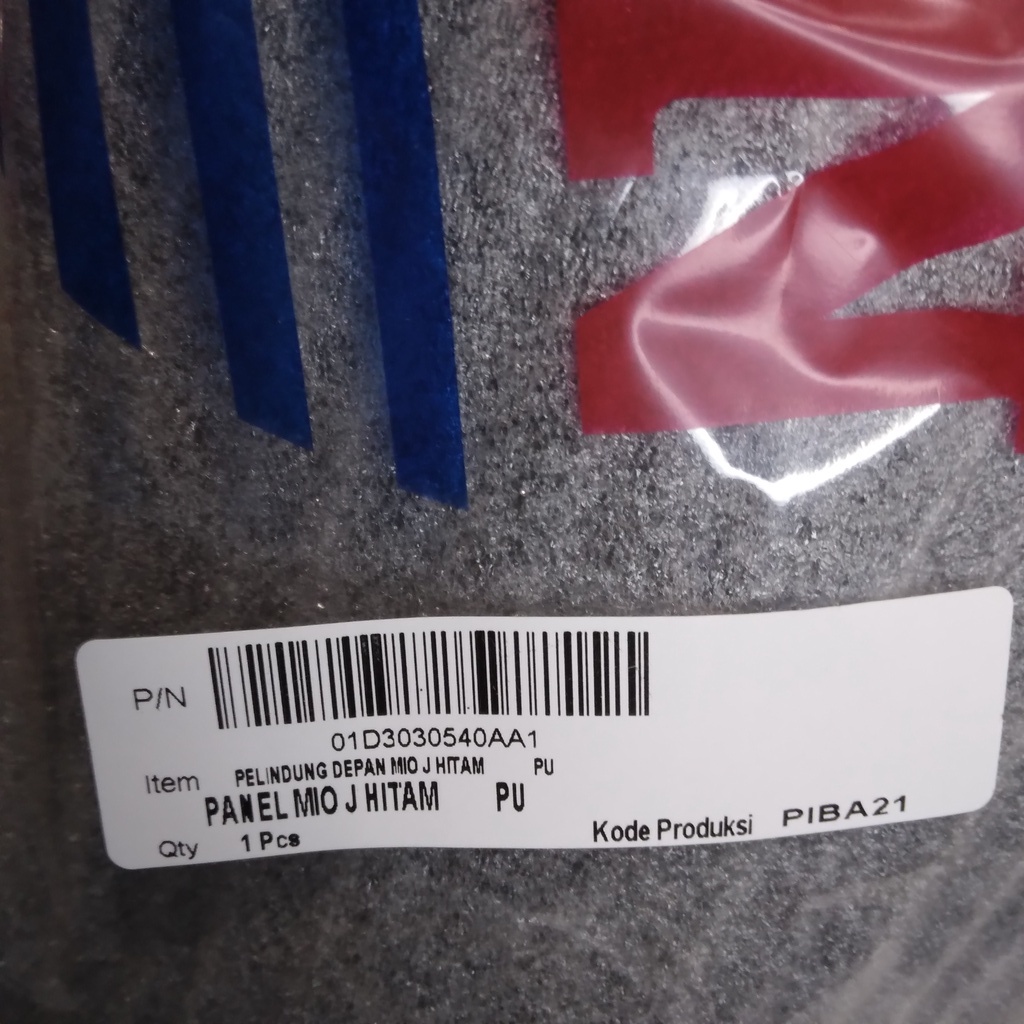 P/N
01D3030540AA1
Item PELINDUNG DEPAN MIO J HITAM PU
PANEL MIO J HITAM PU
Qty 1 Pcs Kode Produksi PIBA21